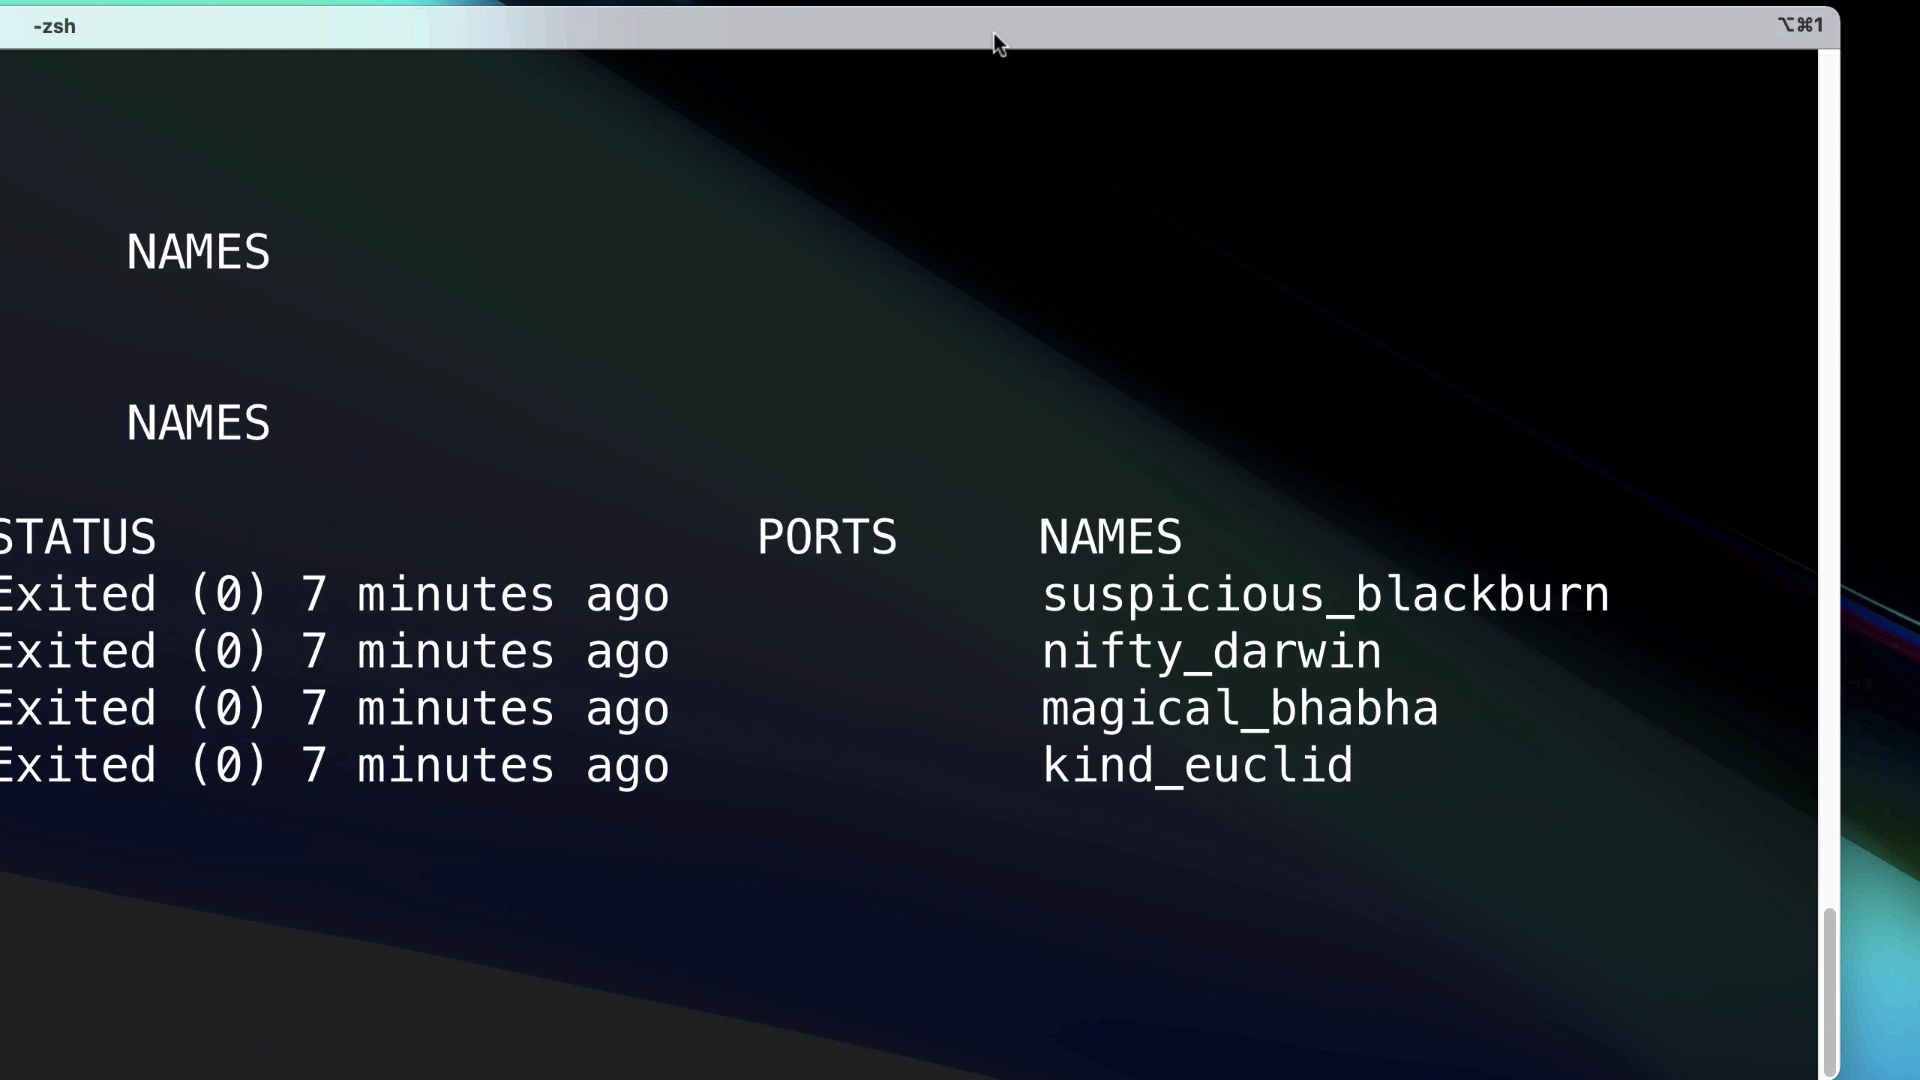 -zsh ⌥⌘1
NAMES
NAMES
STATUS PORTS NAMES
Exited (0) 7 minutes ago suspicious_blackburn
Exited (0) 7 minutes ago nifty_darwin
Exited (0) 7 minutes ago magical_bhabha
Exited (0) 7 minutes ago kind_euclid